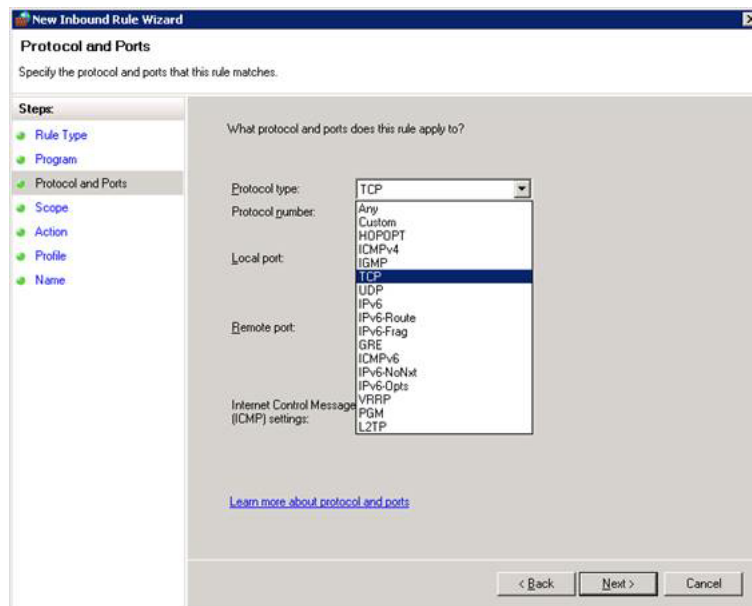 New Inbound Rule Wizard
Protocol and Ports
Specify the protocol and ports that this rule matches.
Steps:
Rule Type
Program
Protocol and Ports
Scope
Action
Profile
Name
What protocol and ports does this rule apply to?
Protocol type:
TCP
Protocol number:
Any
Custom
HOPOPT
ICMPv4
Local port:
IGMP
TCP
UDP
IPv6
IPv6-Route
Remote port:
IPv6-Frag
GRE
ICMPv6
IPv6-NoNxt
IPv6-Opts
Internet Control Message
(ICMP) settings:
VRRP
PGM
L2TP
Learn more about protocol and ports
< Back
Next >
Cancel